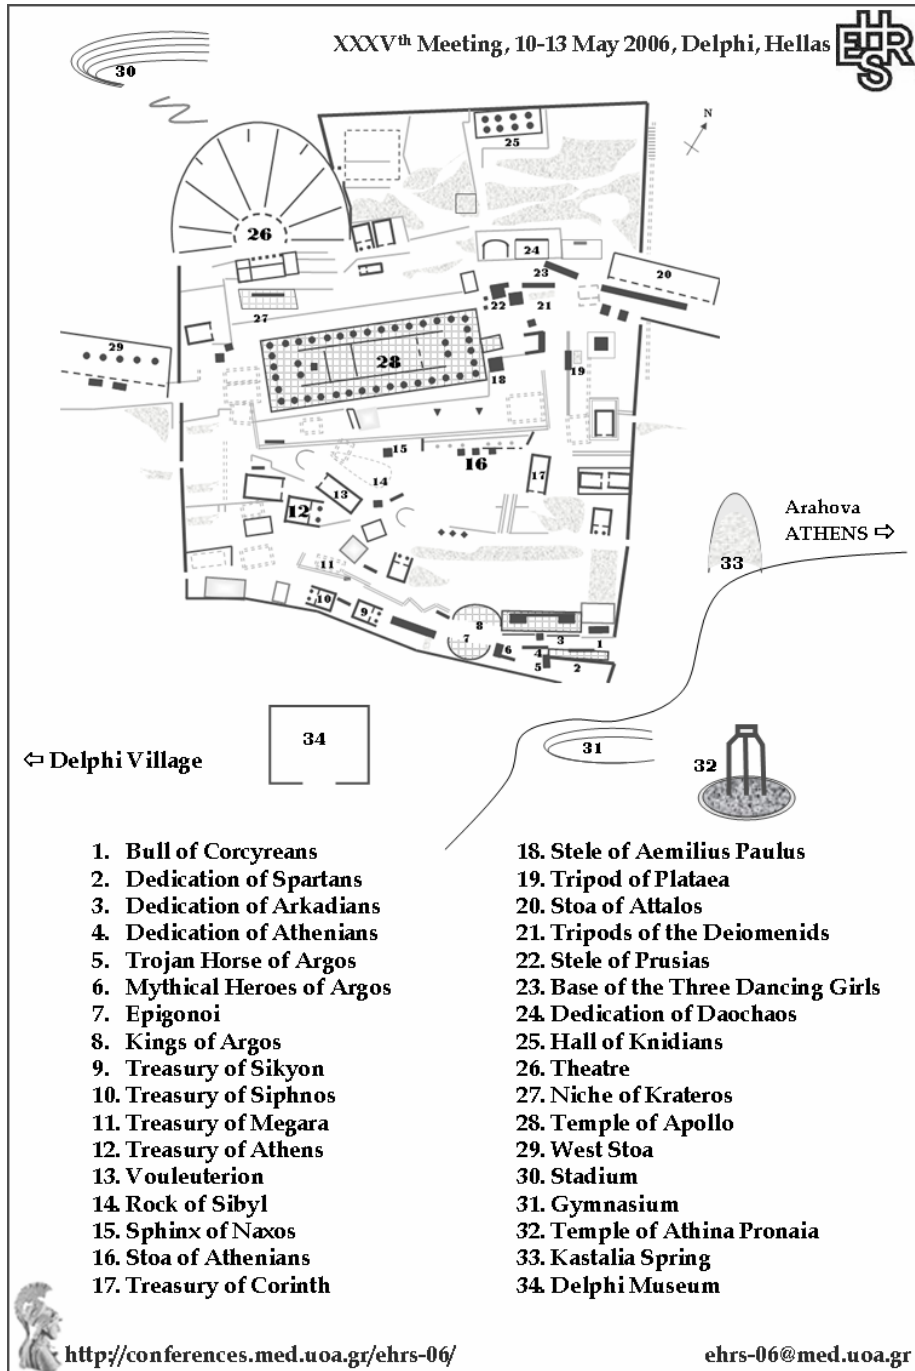 XXXVth Meeting, 10-13 May 2006, Delphi, Hellas
EHRS
30
N
25
26
24
23
20
22
21
27
29
28
19
18
15
16
17
14
13
12
Arahova
ATHENS ⇨
33
11
10
9
8
7
6
3
1
4
5
2
34
⇦ Delphi Village
31
32
1. Bull of Corcyreans
2. Dedication of Spartans
3. Dedication of Arkadians
4. Dedication of Athenians
5. Trojan Horse of Argos
6. Mythical Heroes of Argos
7. Epigonoi
8. Kings of Argos
9. Treasury of Sikyon
10. Treasury of Siphnos
11. Treasury of Megara
12. Treasury of Athens
13. Vouleuterion
14. Rock of Sibyl
15. Sphinx of Naxos
16. Stoa of Athenians
17. Treasury of Corinth
18. Stele of Aemilius Paulus
19. Tripod of Plataea
20. Stoa of Attalos
21. Tripods of the Deiomenids
22. Stele of Prusias
23. Base of the Three Dancing Girls
24. Dedication of Daochaos
25. Hall of Knidians
26. Theatre
27. Niche of Krateros
28. Temple of Apollo
29. West Stoa
30. Stadium
31. Gymnasium
32. Temple of Athina Pronaia
33. Kastalia Spring
34. Delphi Museum
http://conferences.med.uoa.gr/ehrs-06/
ehrs-06@med.uoa.gr